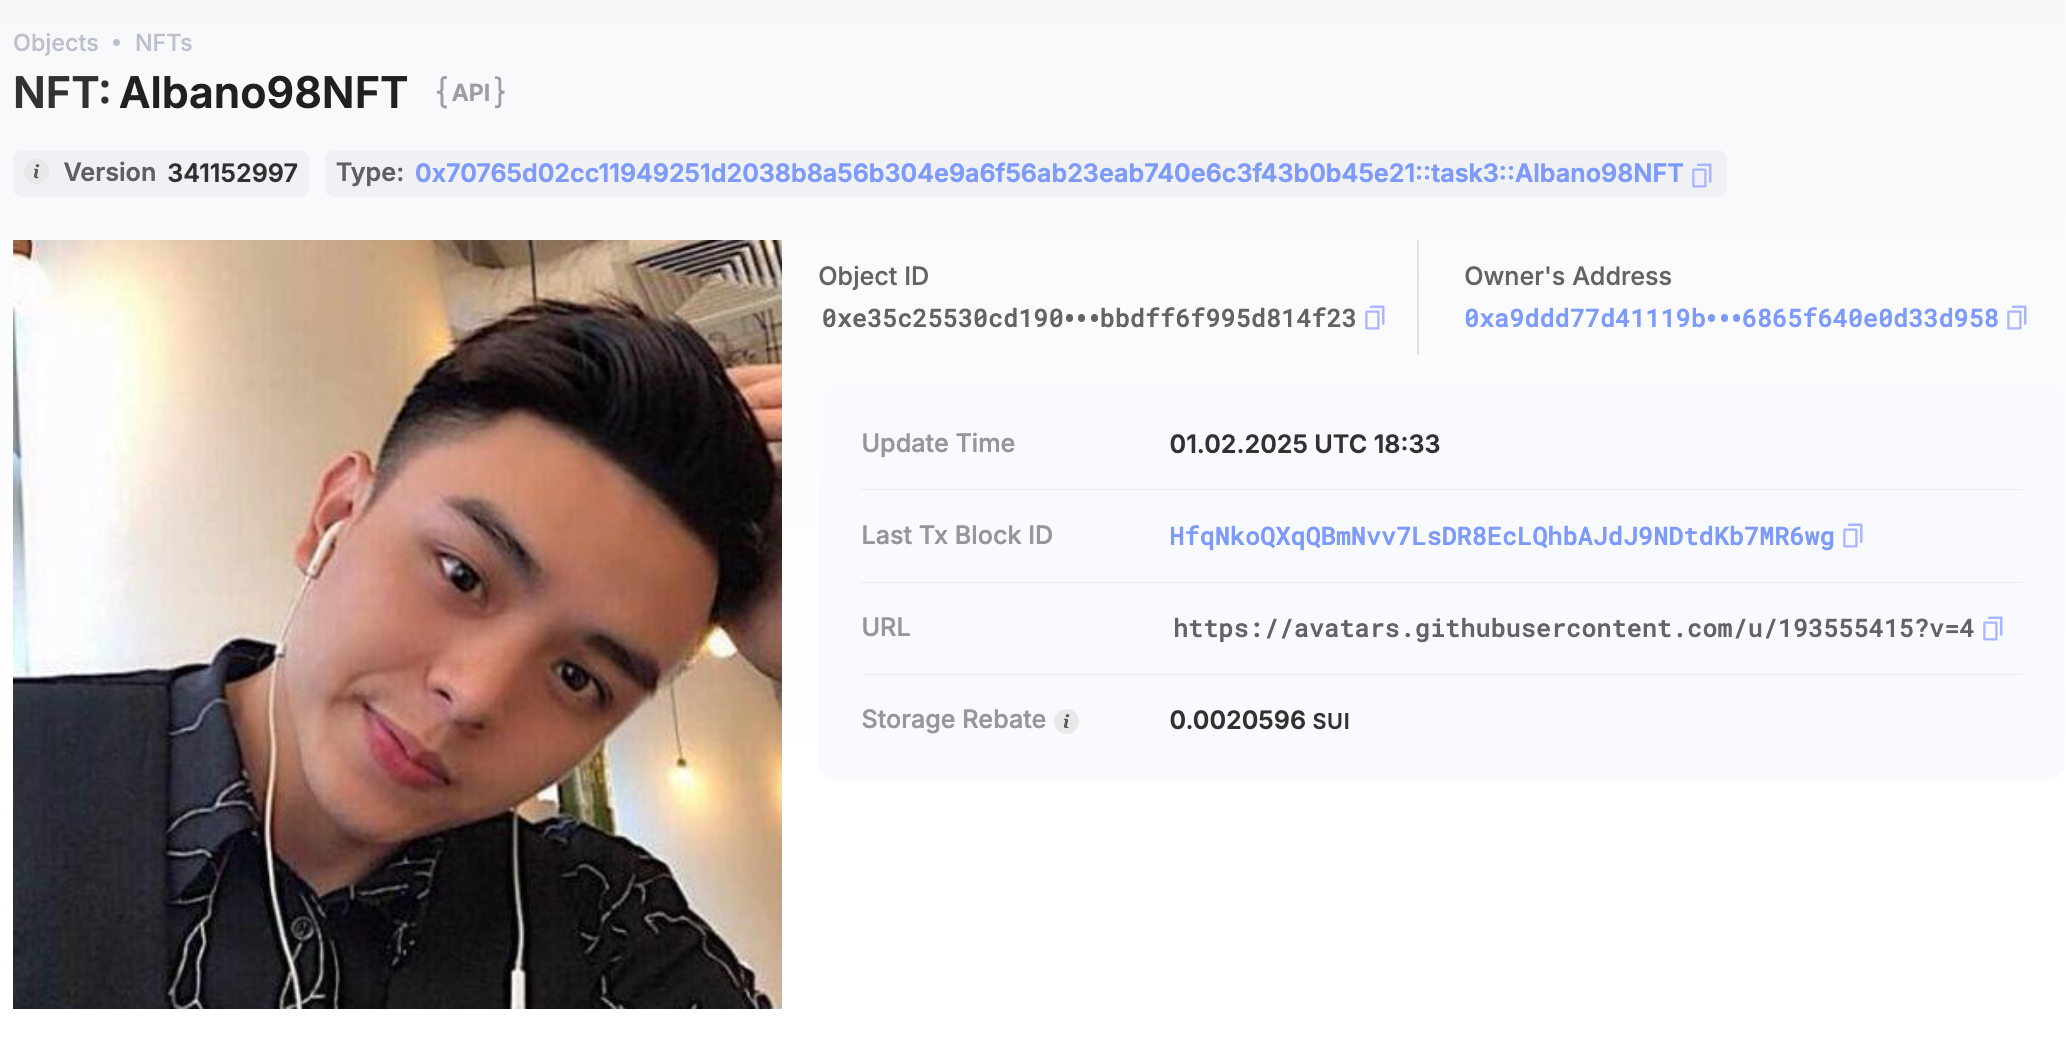 Objects • NFTs
NFT: Albano98NFT {API}
i Version 341152997 Type: 0x70765d02cc11949251d2038b8a56b304e9a6f56ab23eab740e6c3f43b0b45e21::task3::Albano98NFT
Object ID
0xe35c25530cd190•••bbdff6f995d814f23
Owner's Address
0xa9ddd77d41119b•••6865f640e0d33d958
Update Time 01.02.2025 UTC 18:33
Last Tx Block ID HfqNkoQXqQBmNvv7LsDR8EcLQhbAJdJ9NDtdKb7MR6wg
URL https://avatars.githubusercontent.com/u/193555415?v=4
Storage Rebate i 0.0020596 SUI